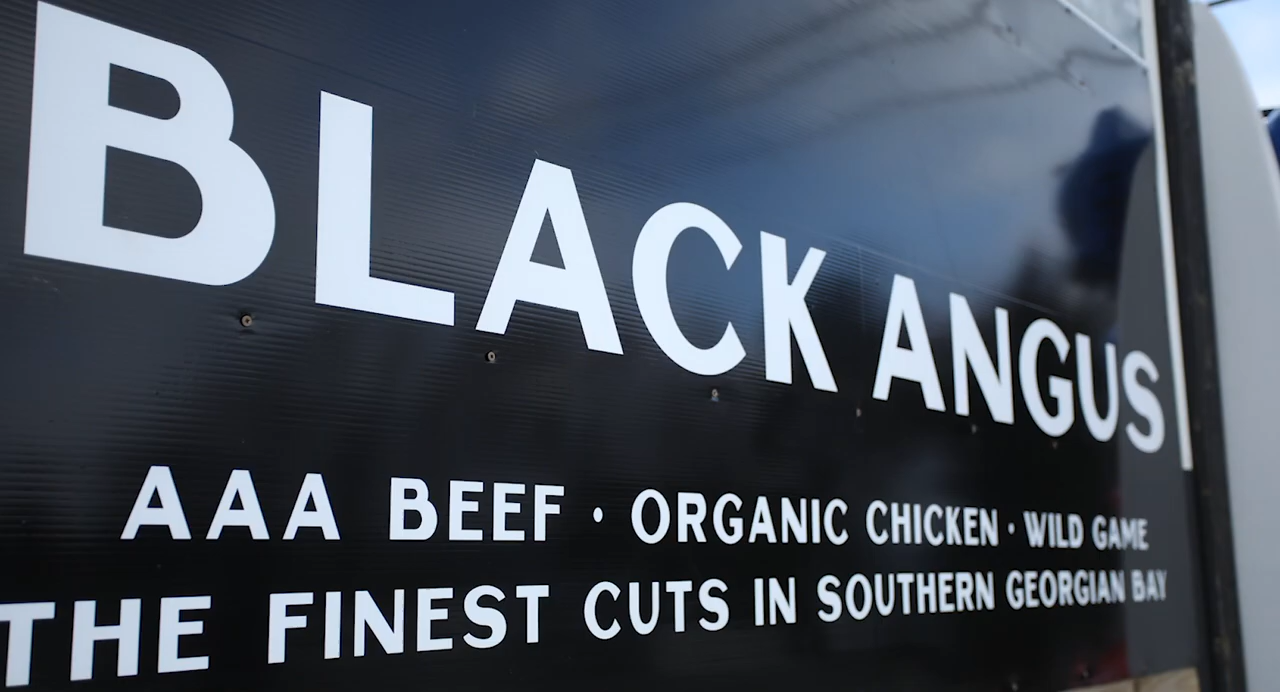 BLACK ANGUS
AAA BEEF · ORGANIC CHICKEN · WILD GAME
THE FINEST CUTS IN SOUTHERN GEORGIAN BAY